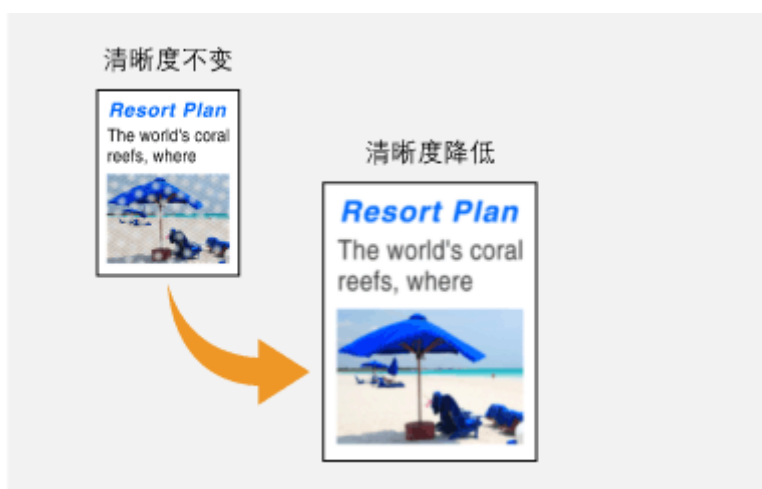 清晰度不变
Resort Plan
The world's coral
reefs, where
清晰度降低
Resort Plan
The world's coral
reefs, where